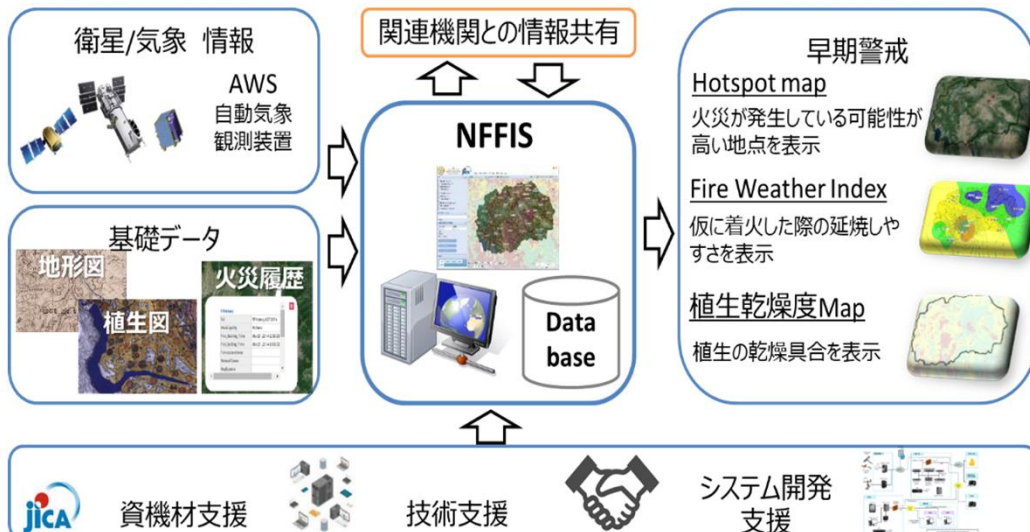 衛星/気象 情報
AWS
自動気象
観測装置
関連機関との情報共有
NFFIS
Data
base
基礎データ
地形図
植生図
火災履歴
早期警戒
Hotspot map
火災が発生している可能性が
高い地点を表示
Fire Weather Index
仮に着火した際の延焼しや
すさを表示
植生乾燥度Map
植生の乾燥具合を表示
JICA
資機材支援
技術支援
システム開発
支援